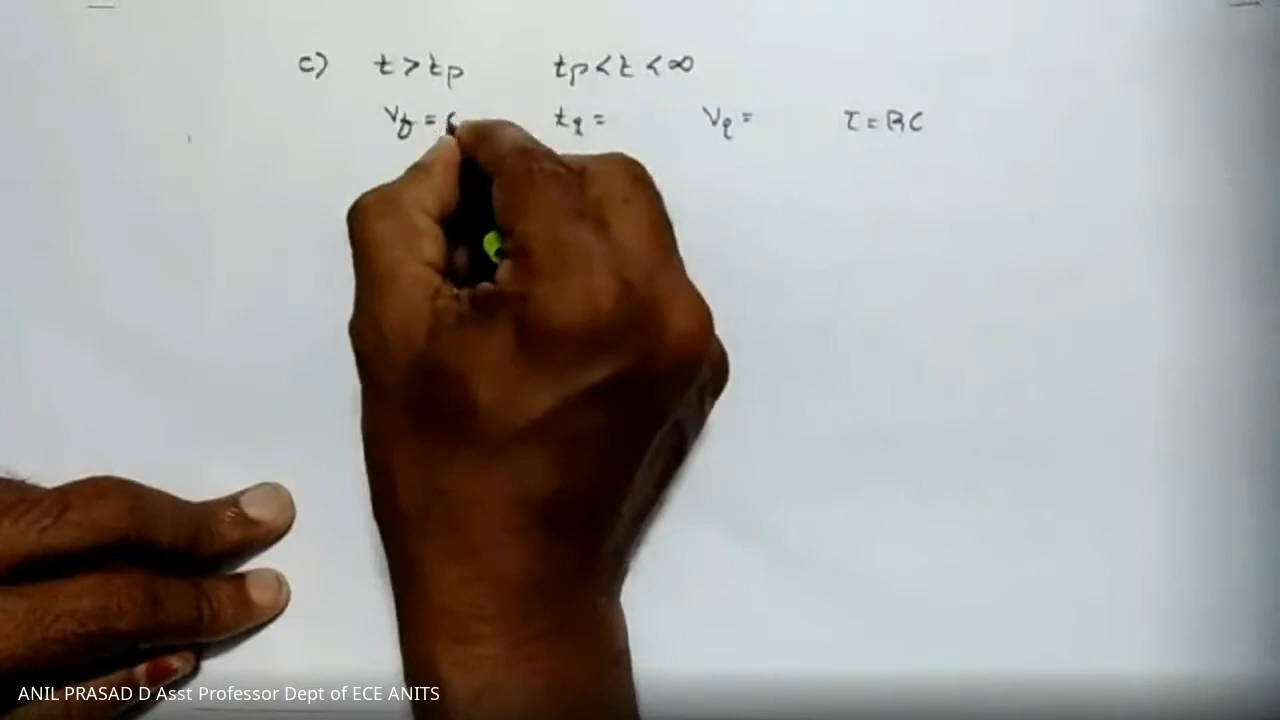 c) t > tp tp < t < ∞
Vf = ti = Vi = τ = RC
ANIL PRASAD D Asst Professor Dept of ECE ANITS